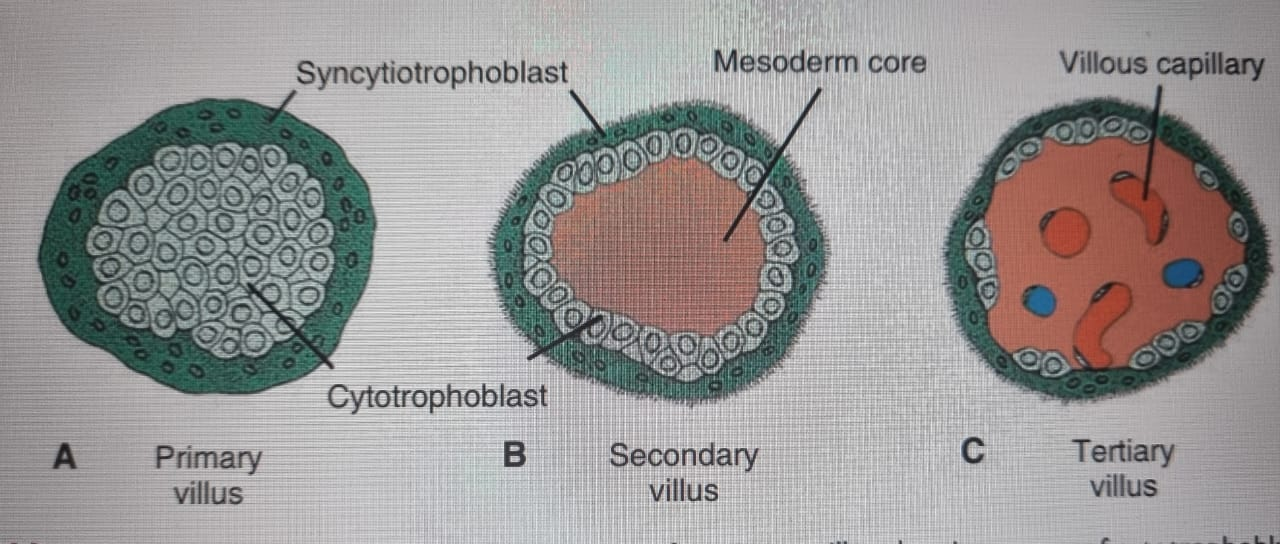 Syncytiotrophoblast
Mesoderm core
Villous capillary
Cytotrophoblast
A
Primary
villus
B
Secondary
villus
C
Tertiary
villus